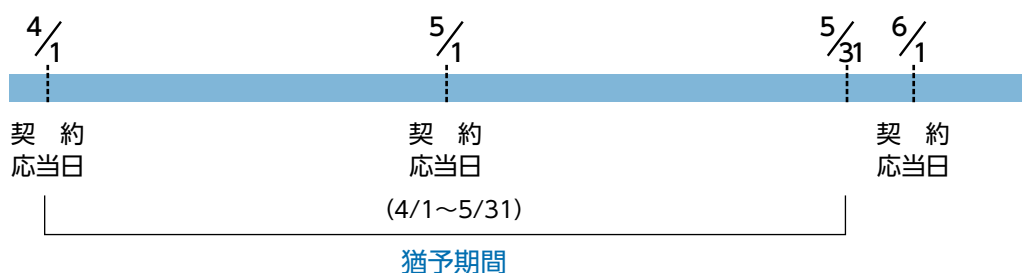 4/1 5/1 5/31 6/1
契 約 契 約 契 約
応当日 応当日 応当日
(4/1～5/31)
猶予期間